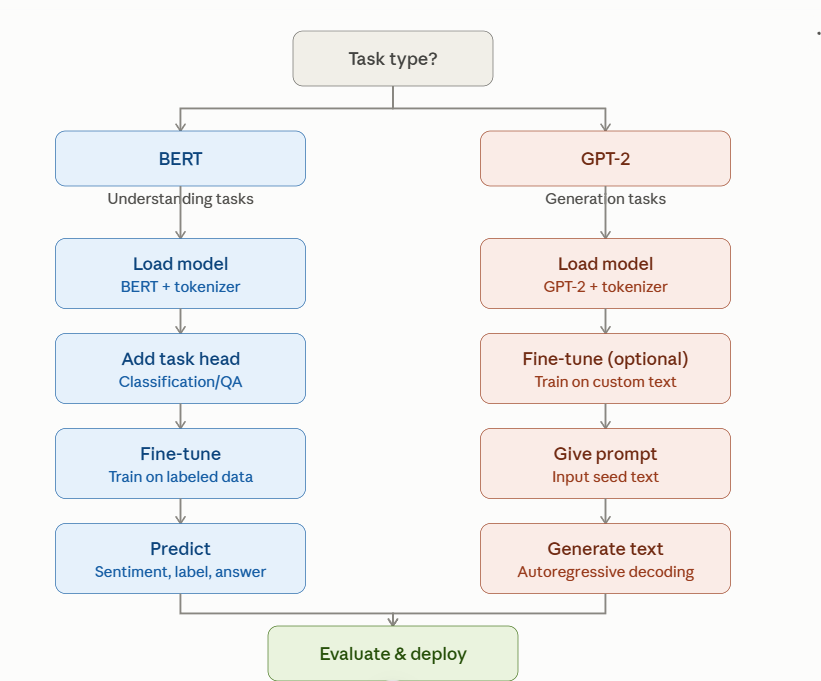 Task type?
BERT
GPT-2
Understanding tasks
Generation tasks
Load model
BERT + tokenizer
Load model
GPT-2 + tokenizer
Add task head
Classification/QA
Fine-tune (optional)
Train on custom text
Fine-tune
Train on labeled data
Give prompt
Input seed text
Predict
Sentiment, label, answer
Generate text
Autoregressive decoding
Evaluate & deploy